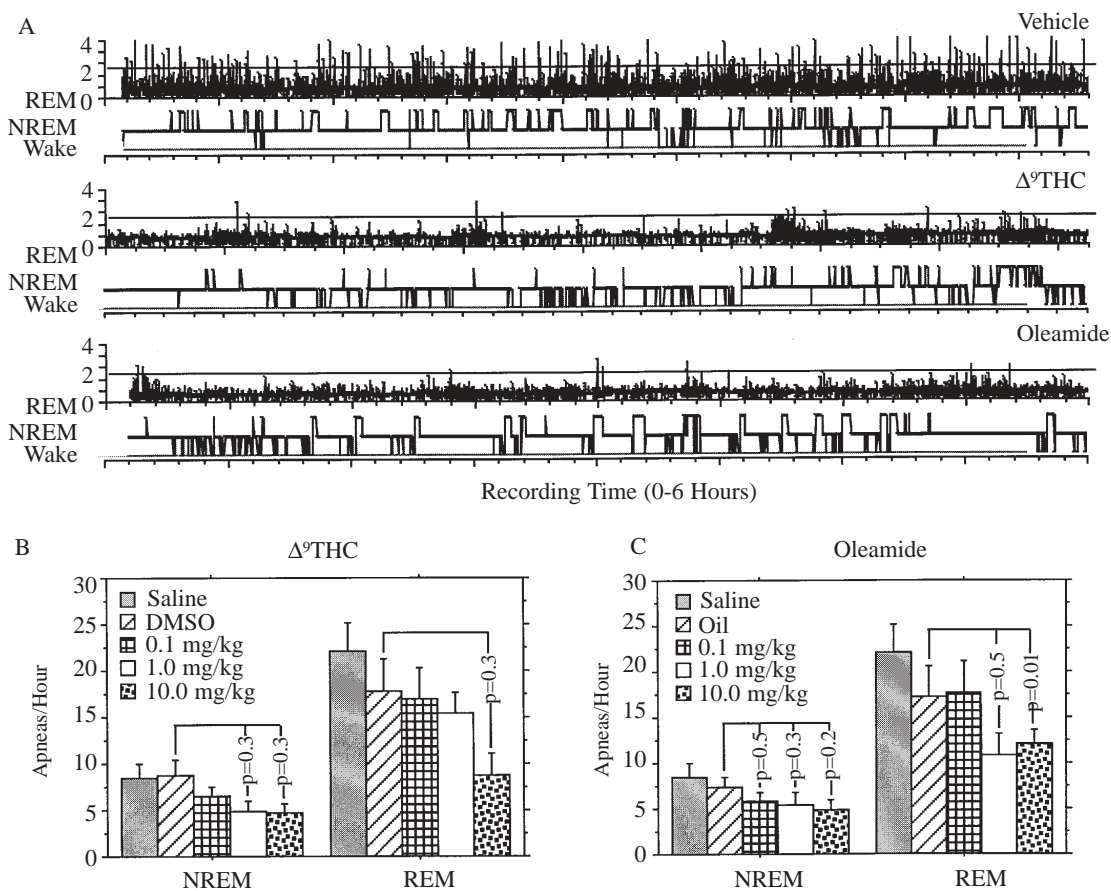 A
Vehicle
4
2
REM 0
NREM
Wake
Δ⁹THC
4
2
0
REM
NREM
Wake
Oleamide
4
2
REM 0
NREM
Wake
Recording Time (0-6 Hours)
B
Δ⁹THC
30
25
20
15
10
5
0
Apneas/Hour
Saline
DMSO
0.1 mg/kg
1.0 mg/kg
10.0 mg/kg
p=0.3
p=0.3
p=0.3
NREM
REM
C
Oleamide
30
25
20
15
10
5
0
Apneas/Hour
Saline
Oil
0.1 mg/kg
1.0 mg/kg
10.0 mg/kg
p=0.5
p=0.3
p=0.2
p=0.5
p=0.01
NREM
REM